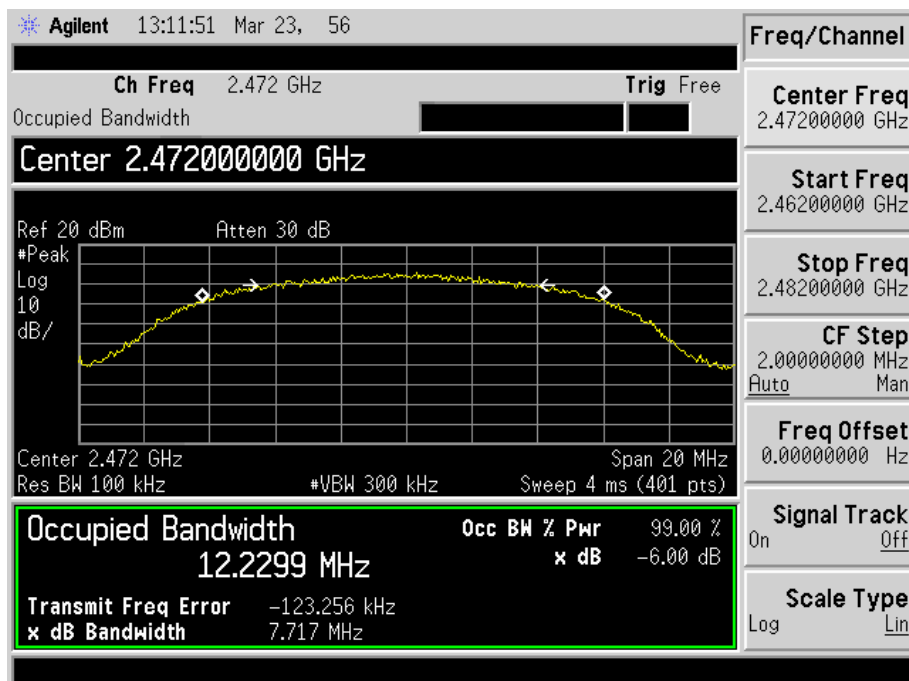 Agilent 13:11:51 Mar 23, 56
Freq/Channel
Ch Freq 2.472 GHz Trig Free
Occupied Bandwidth
Center 2.472000000 GHz
Center Freq
2.47200000 GHz
Start Freq
2.46200000 GHz
Stop Freq
2.48200000 GHz
CF Step
2.00000000 MHz
Auto Man
Freq Offset
0.00000000 Hz
Signal Track
On Off
Scale Type
Log Lin
Ref 20 dBm Atten 30 dB
#Peak
Log
10
dB/
Center 2.472 GHz Span 20 MHz
Res BW 100 kHz #VBW 300 kHz Sweep 4 ms (401 pts)
Occupied Bandwidth Occ BW % Pwr 99.00 %
12.2299 MHz x dB -6.00 dB
Transmit Freq Error -123.256 kHz
x dB Bandwidth 7.717 MHz